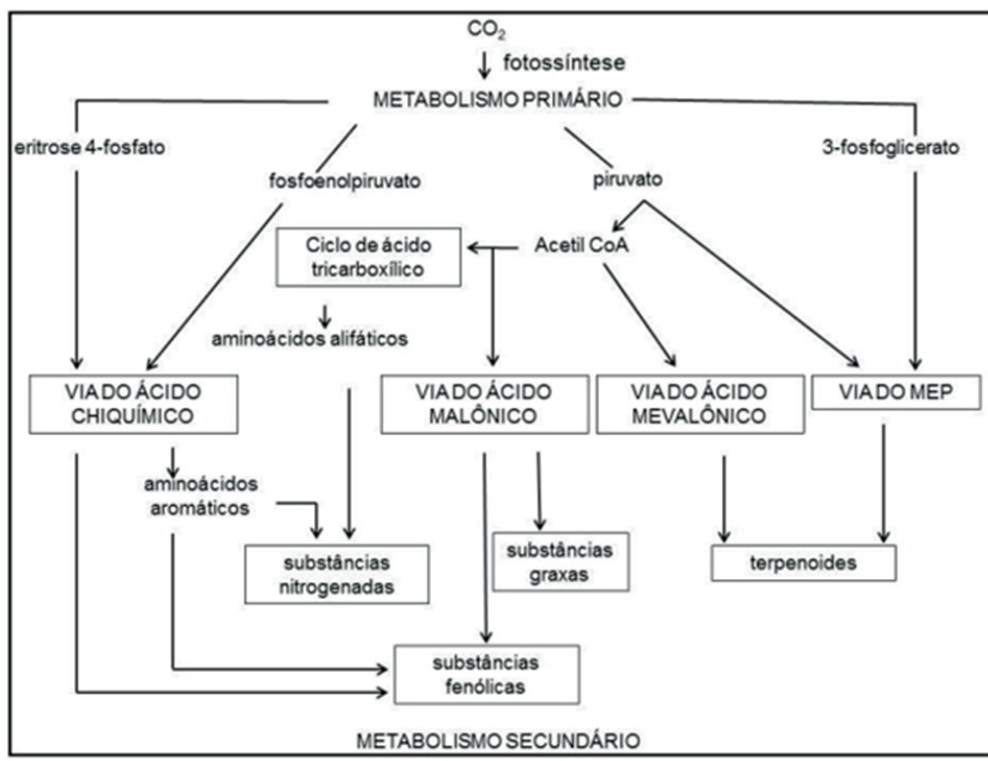 CO₂
fotossíntese
METABOLISMO PRIMÁRIO
eritrose 4-fosfato
3-fosfoglicerato
fosfoenolpiruvato
piruvato
Ciclo de ácido
tricarboxílico
Acetil CoA
aminoácidos alifáticos
VIA DO ÁCIDO
CHIQUÍMICO
VIA DO ÁCIDO
MALÔNICO
VIA DO ÁCIDO
MEVALÔNICO
VIA DO MEP
aminoácidos
aromáticos
substâncias
nitrogenadas
substâncias
graxas
terpenoides
substâncias
fenólicas
METABOLISMO SECUNDÁRIO